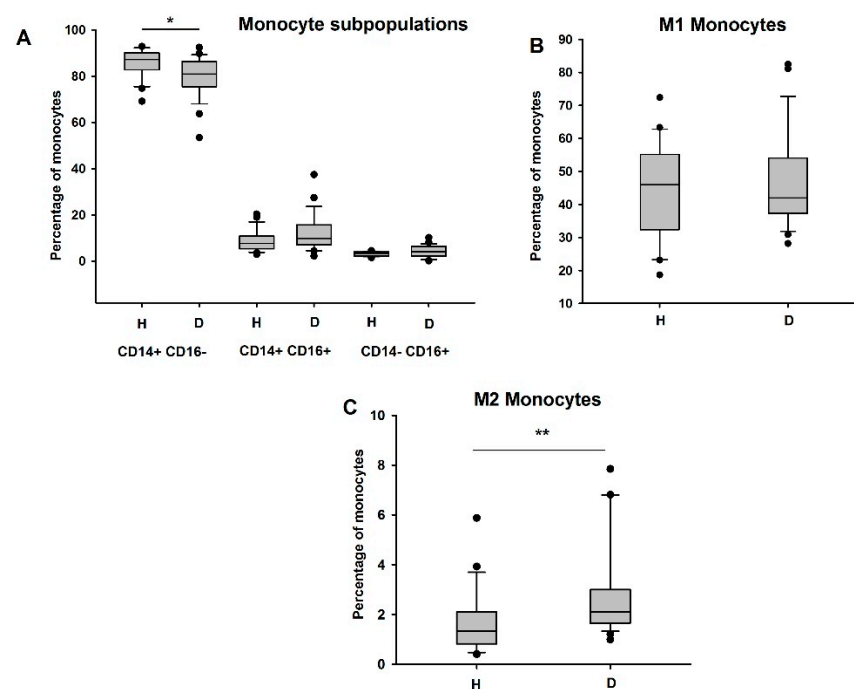 A
Monocyte subpopulations
*
Percentage of monocytes
100
80
60
40
20
0
H D H D H D
CD14+ CD16- CD14+ CD16+ CD14- CD16+
B
M1 Monocytes
Percentage of monocytes
90
80
70
60
50
40
30
20
10
H D
C
M2 Monocytes
**
Percentage of monocytes
10
8
6
4
2
0
H D